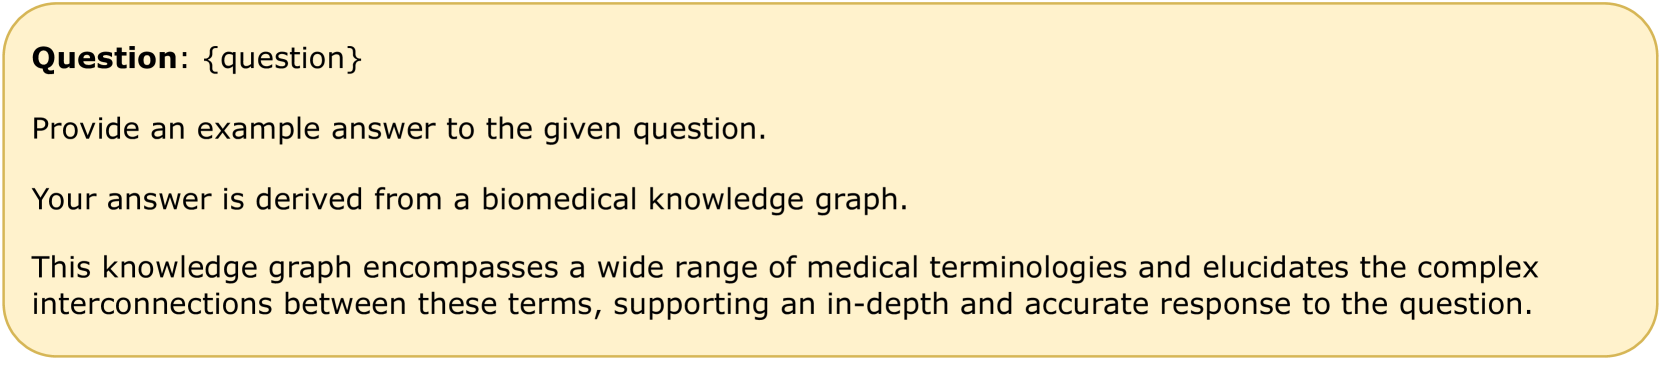 Question: {question}
Provide an example answer to the given question.
Your answer is derived from a biomedical knowledge graph.
This knowledge graph encompasses a wide range of medical terminologies and elucidates the complex
interconnections between these terms, supporting an in-depth and accurate response to the question.